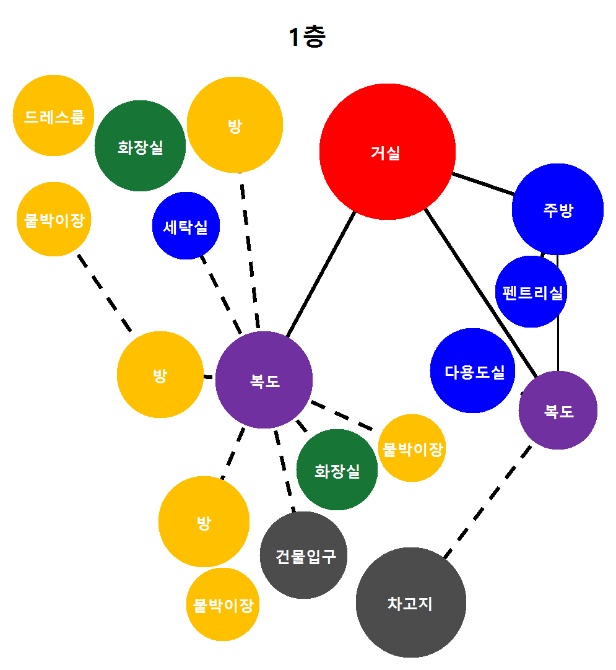 1층
드레스룸
화장실
방
거실
붙박이장
세탁실
주방
펜트리실
방
복도
다용도실
복도
화장실
붙박이장
방
건물입구
붙박이장
차고지